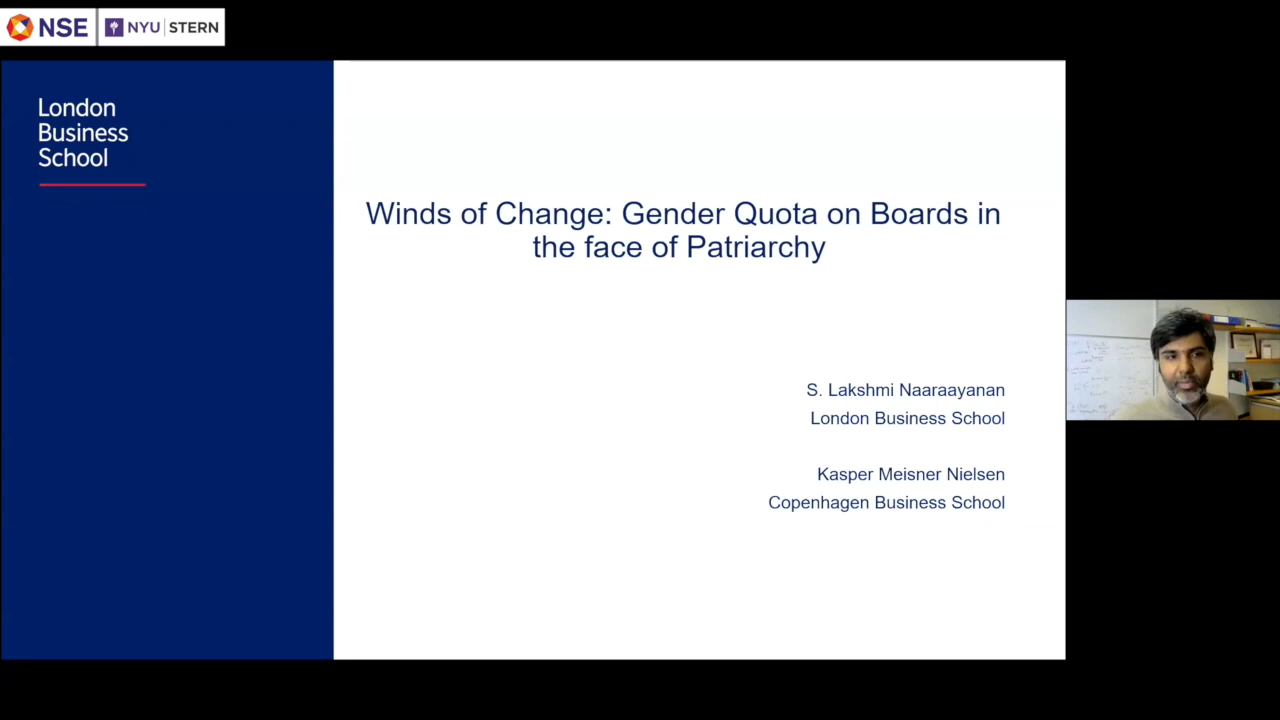 NSE
NYU STERN
London
Business
School
Winds of Change: Gender Quota on Boards in
the face of Patriarchy
S. Lakshmi Naaraayanan
London Business School
Kasper Meisner Nielsen
Copenhagen Business School